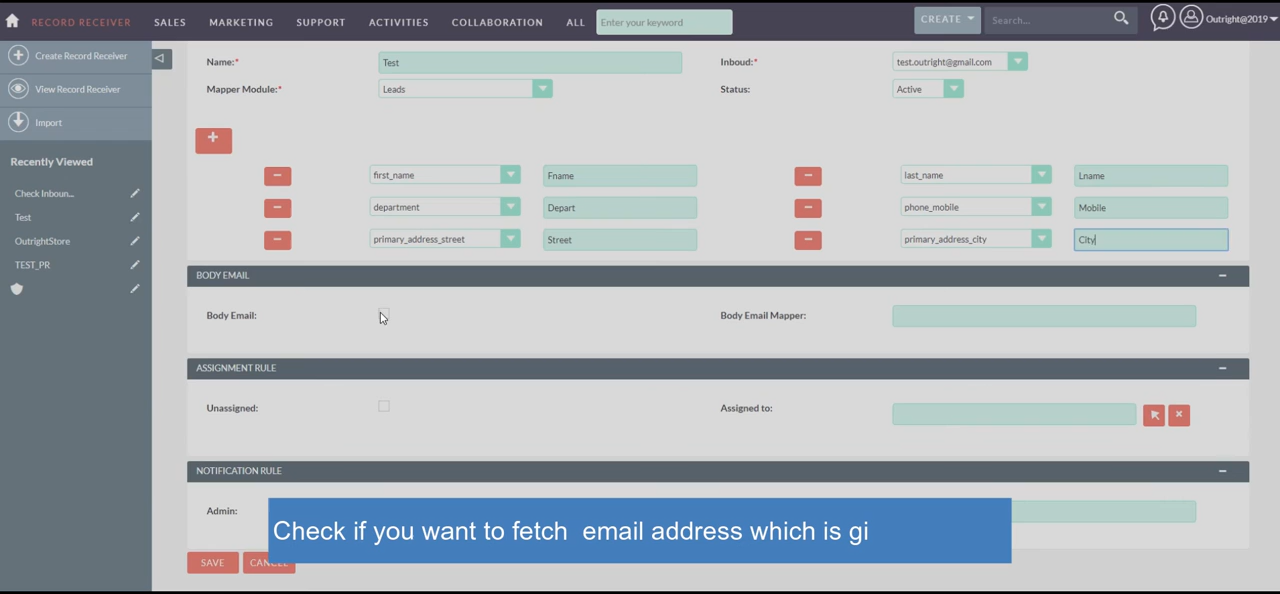 RECORD RECEIVER SALES MARKETING SUPPORT ACTIVITIES COLLABORATION ALL Enter your keyword CREATE Search... Outright@2019
Create Record Receiver
View Record Receiver
Import
Recently Viewed
Check Inboun...
Test
OutrightStore
TEST_PR
Name:* Test Inboud:* test.outright@gmail.com
Mapper Module:* Leads Status: Active
first_name Fname last_name Lname
department Depart phone_mobile Mobile
primary_address_street Street primary_address_city City
BODY EMAIL
Body Email: Body Email Mapper:
ASSIGNMENT RULE
Unassigned: Assigned to:
NOTIFICATION RULE
Admin:
Check if you want to fetch email address which is gi
SAVE